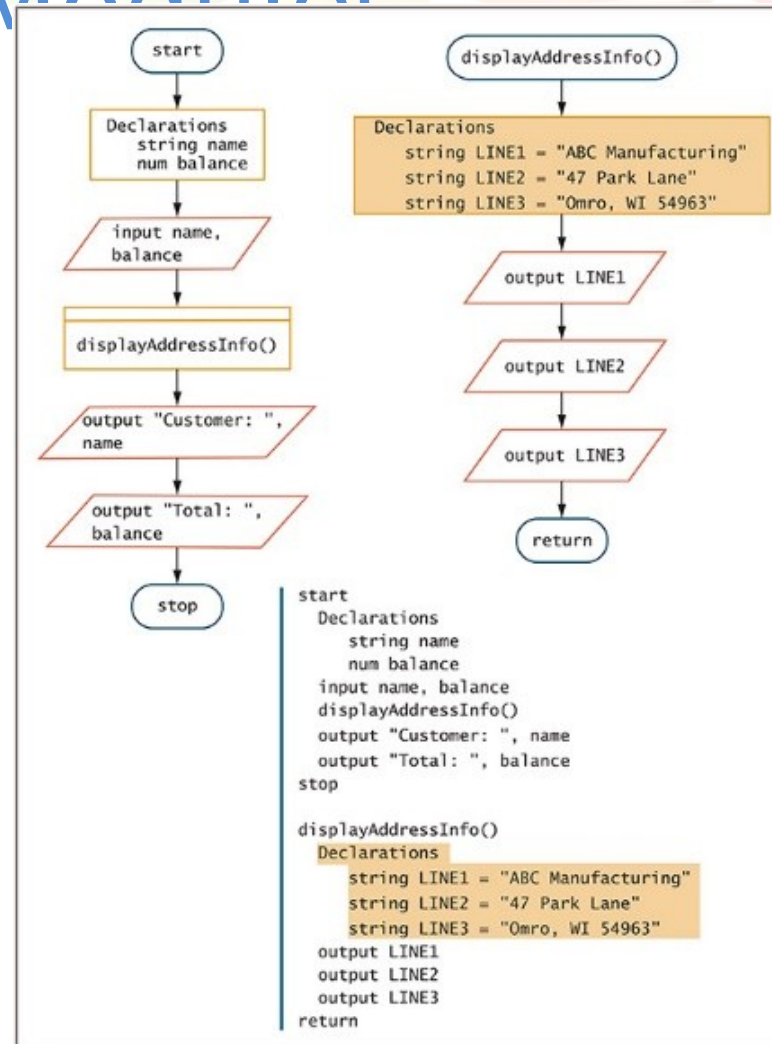 start
Declarations
string name
num balance
input name,
balance
displayAddressInfo()
output "Customer: ",
name
output "Total: ",
balance
stop
displayAddressInfo()
Declarations
string LINE1 = "ABC Manufacturing"
string LINE2 = "47 Park Lane"
string LINE3 = "Omro, WI 54963"
output LINE1
output LINE2
output LINE3
return
start
Declarations
string name
num balance
input name, balance
displayAddressInfo()
output "Customer: ", name
output "Total: ", balance
stop
displayAddressInfo()
Declarations
string LINE1 = "ABC Manufacturing"
string LINE2 = "47 Park Lane"
string LINE3 = "Omro, WI 54963"
output LINE1
output LINE2
output LINE3
return